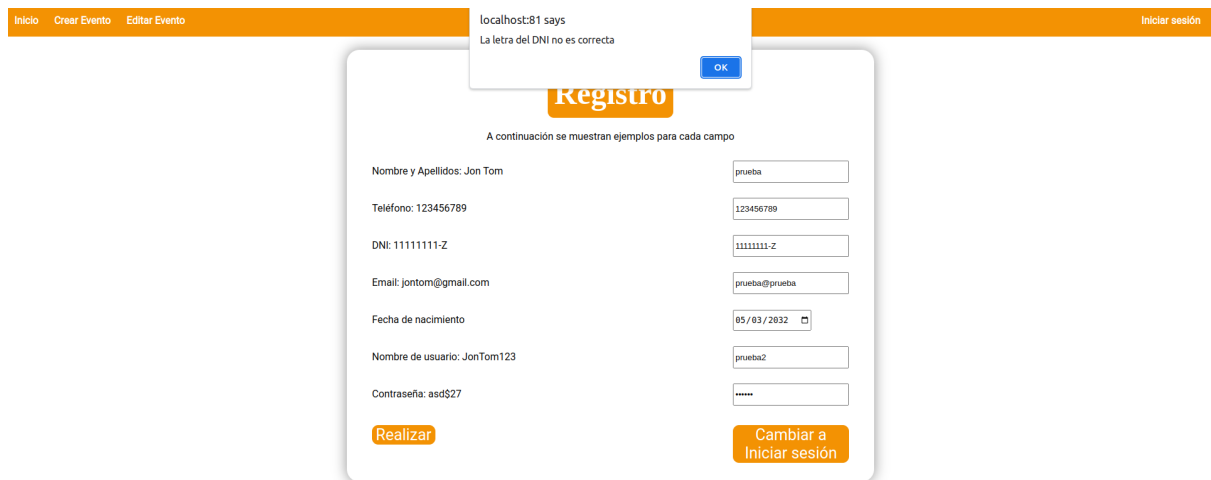 Inicio Crear Evento Editar Evento
localhost:81 says
La letra del DNI no es correcta
OK
Iniciar sesión
Registro
A continuación se muestran ejemplos para cada campo
Nombre y Apellidos: Jon Tom
prueba
Teléfono: 123456789
123456789
DNI: 11111111-Z
11111111-Z
Email: jontom@gmail.com
prueba@prueba
Fecha de nacimiento
05/03/2032
Nombre de usuario: JonTom123
prueba2
Contraseña: asd$27
••••••
Realizar
Cambiar a
Iniciar sesión